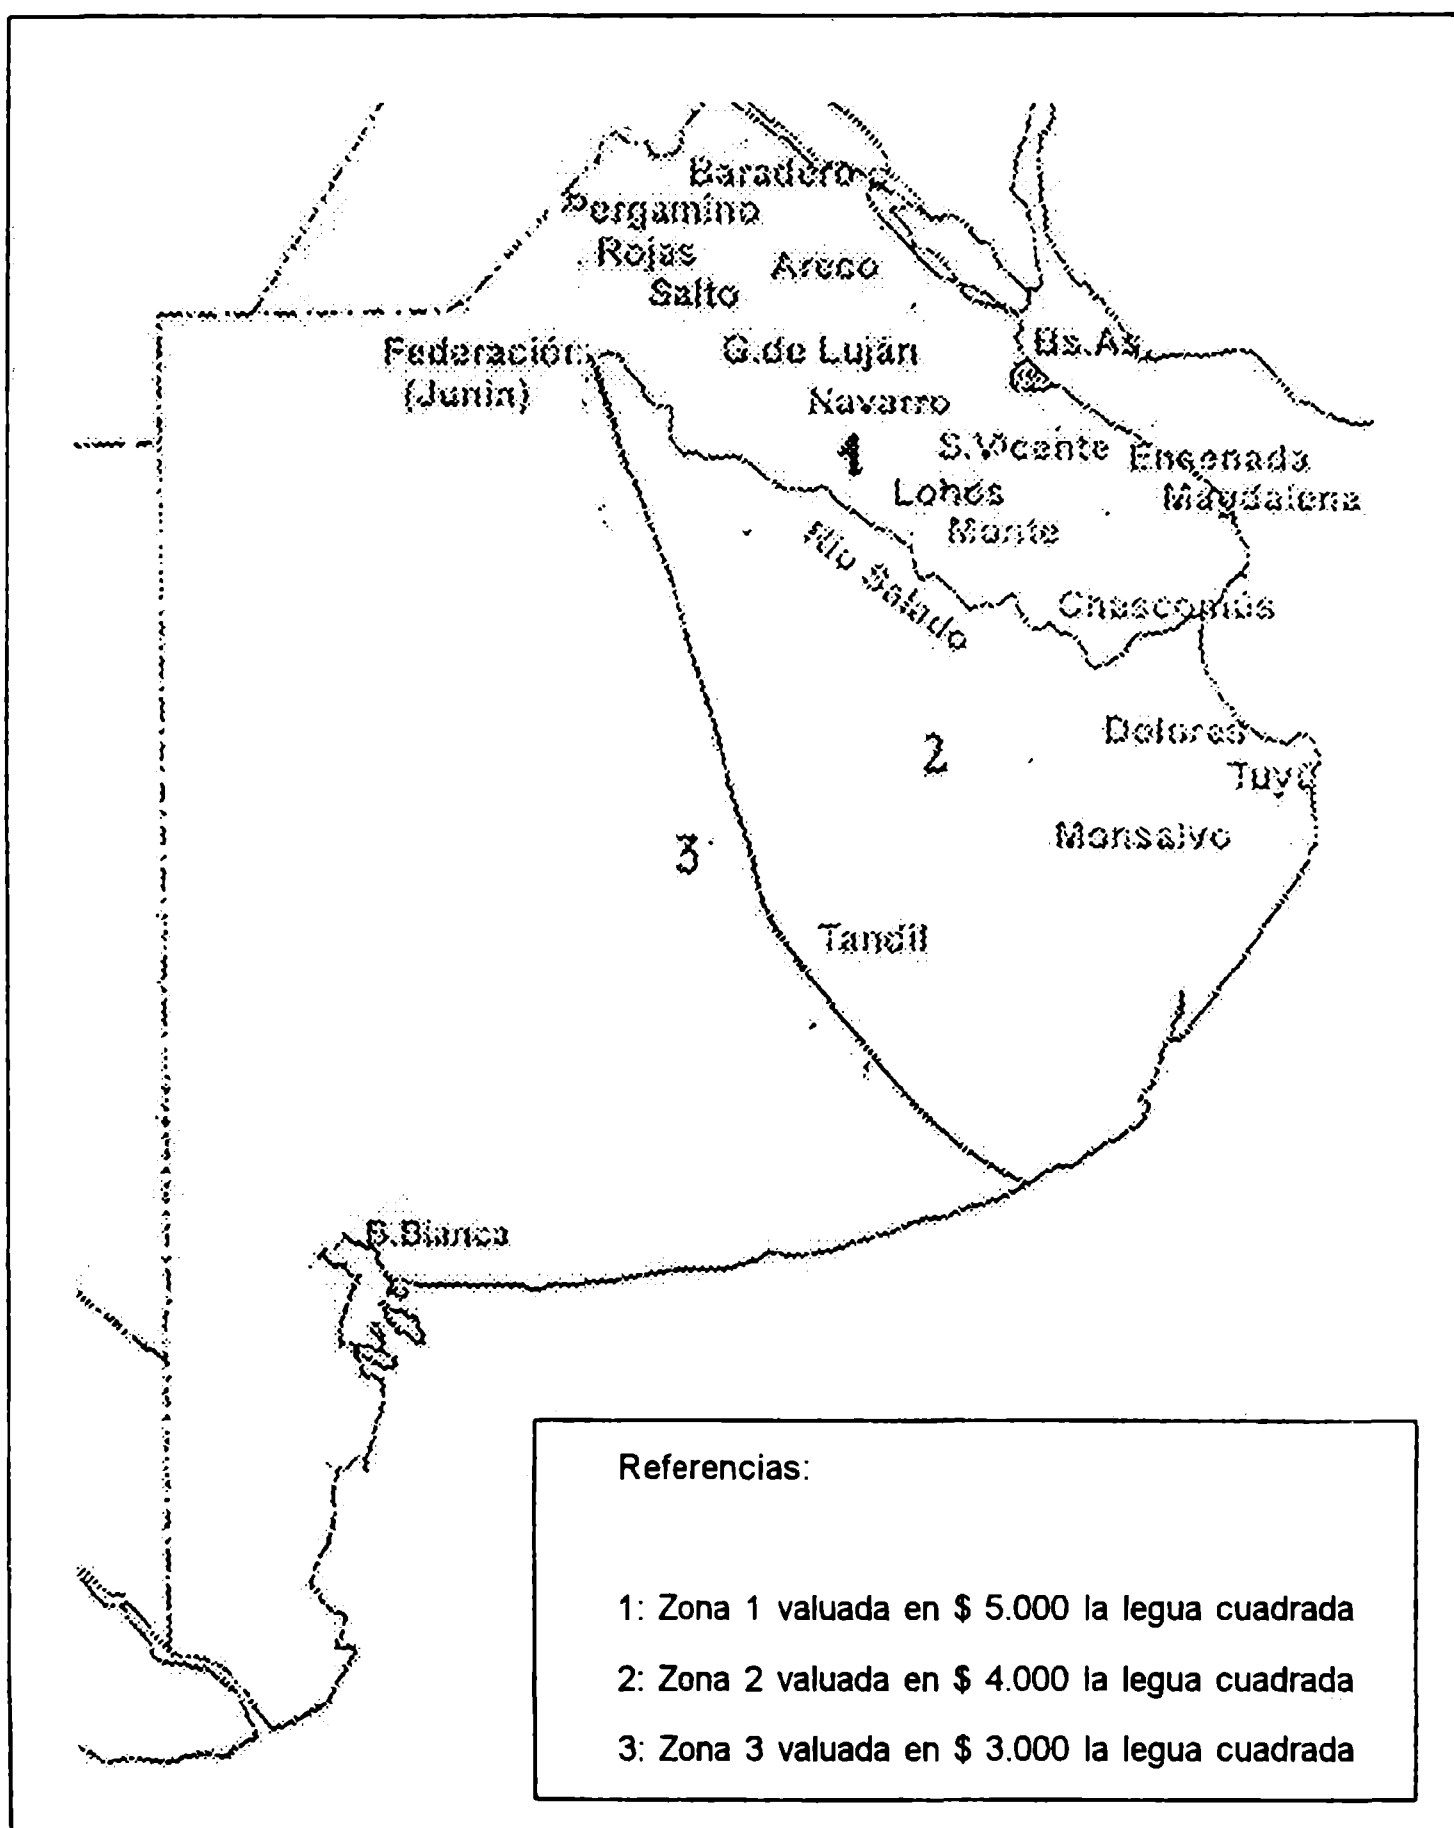 Baradero
Pergamino
Rojas
Areco
Salto
Federación
(Junín)
G.de Luján
Bs.As.
Navarro
1
S.Vicente
Ensenada
Lobos
Magdalena
Monte
Río Salado
Chascomús
2
Dolores
Tuyú
Monsalvo
3
Tandil
B.Blanca
Referencias:
1: Zona 1 valuada en $ 5.000 la legua cuadrada
2: Zona 2 valuada en $ 4.000 la legua cuadrada
3: Zona 3 valuada en $ 3.000 la legua cuadrada